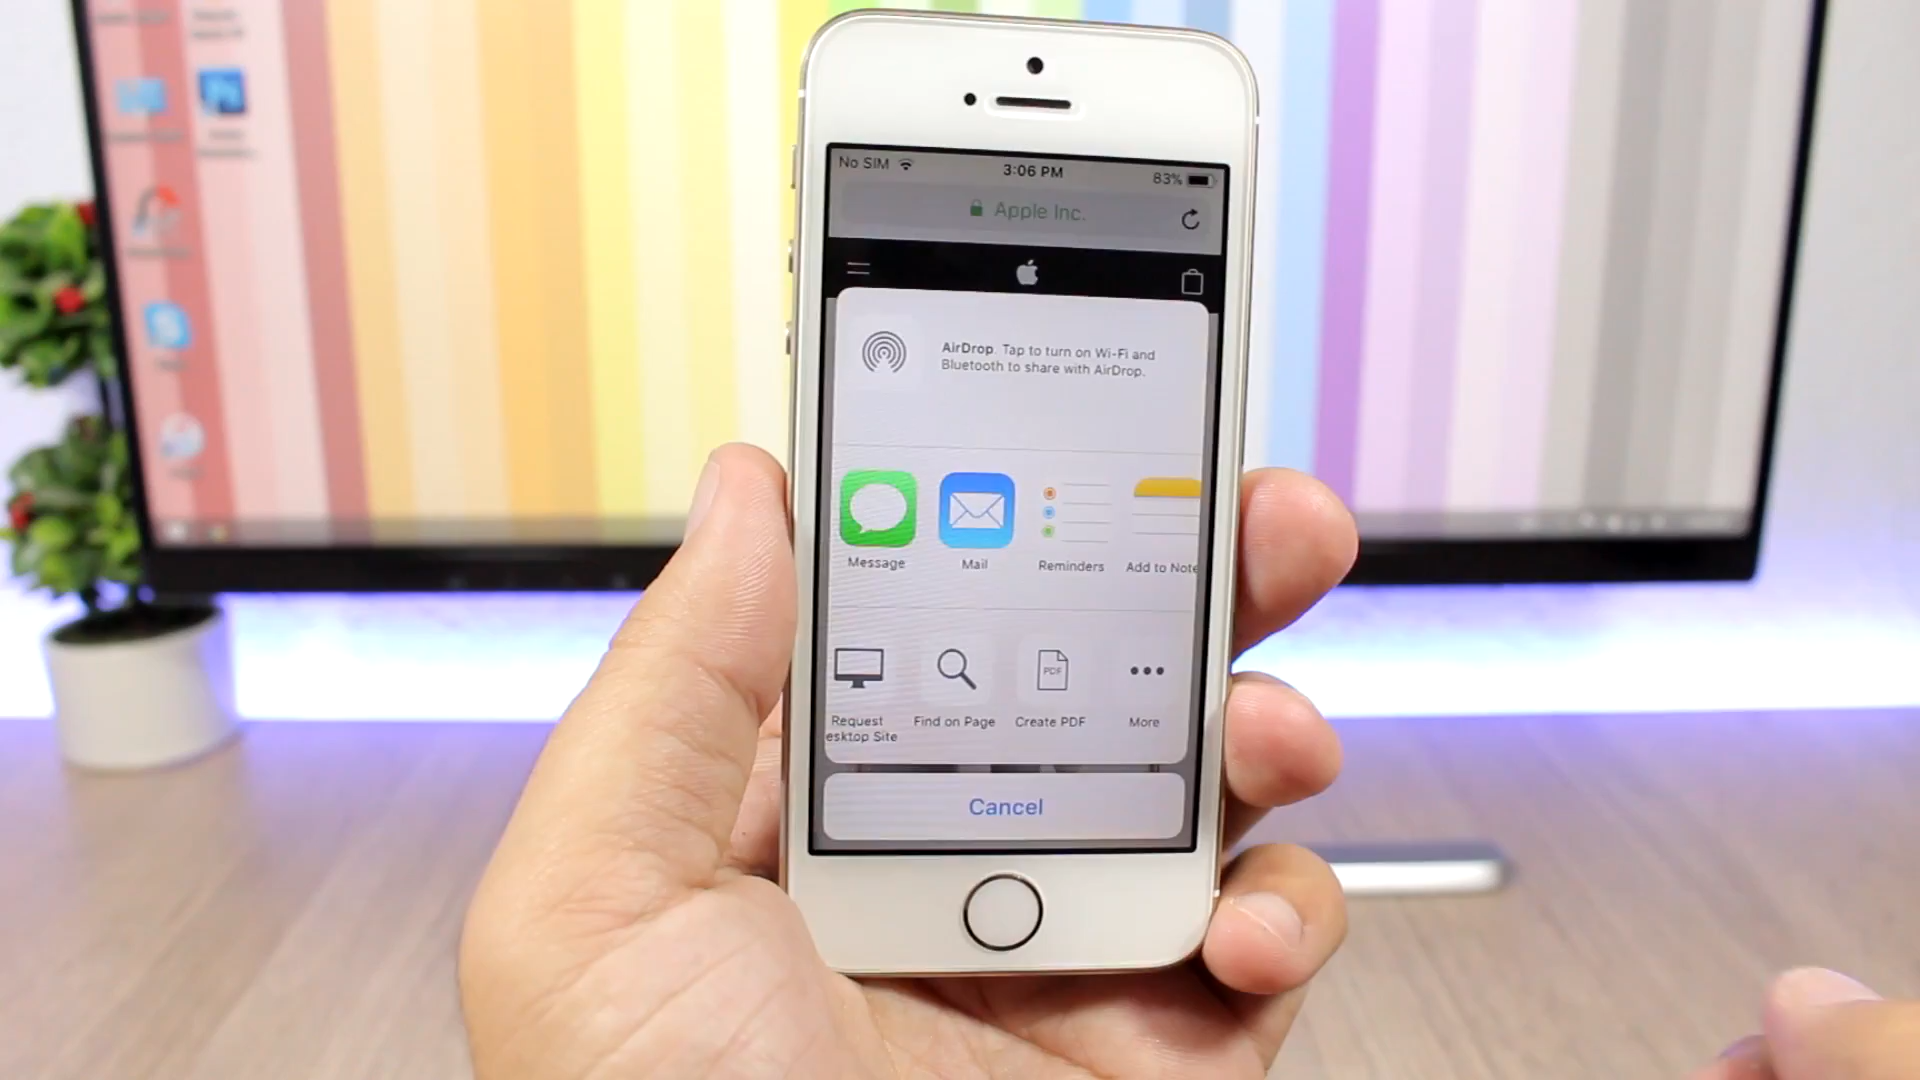 No SIM 3:06 PM 83%
Apple Inc.
AirDrop. Tap to turn on Wi-Fi and
Bluetooth to share with AirDrop.
Message Mail Reminders Add to Note
Request Find on Page Create PDF More
esktop Site
PDF
Cancel